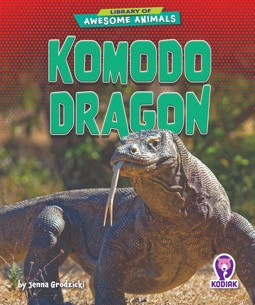 LIBRARY OF
AWESOME ANIMALS
KOMODO
DRAGON
by Jenna Grodzicki
KODIAK